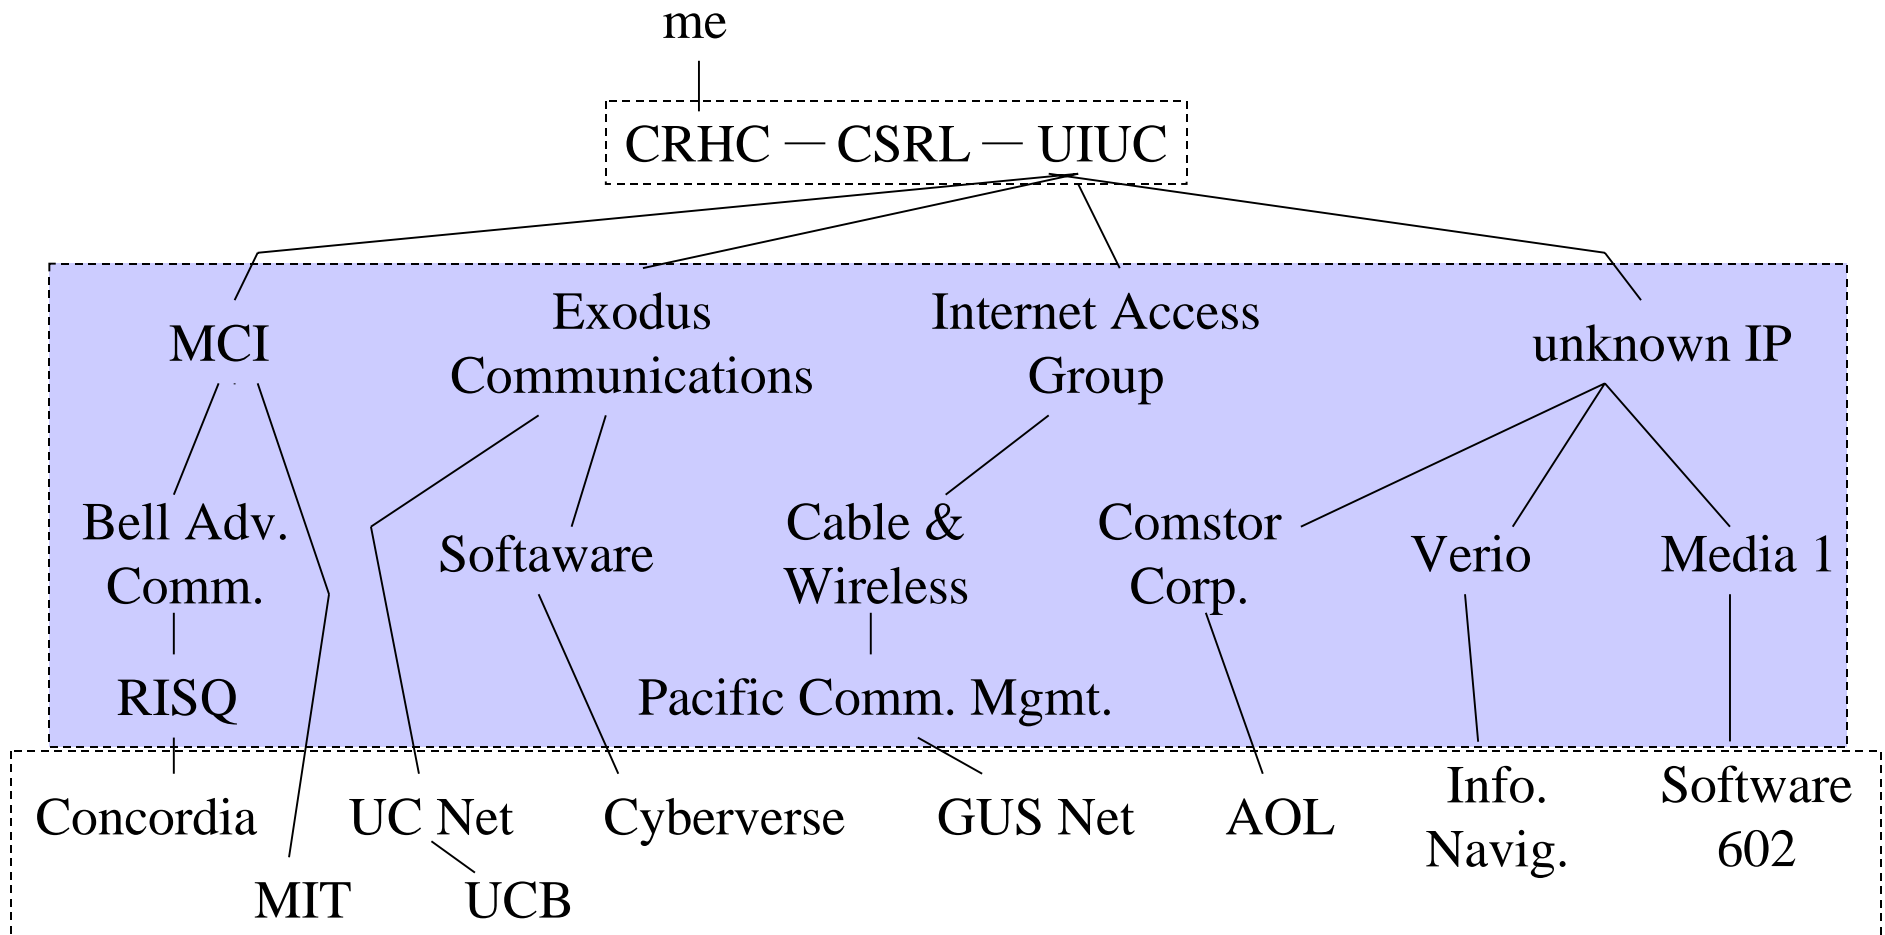 me
CRHC — CSRL — UIUC
MCI
Exodus
Communications
Internet Access
Group
unknown IP
Bell Adv.
Comm.
Softaware
Cable &
Wireless
Comstor
Corp.
Verio
Media 1
RISQ
Pacific Comm. Mgmt.
Concordia
UC Net
Cyberverse
GUS Net
AOL
Info.
Navig.
Software
602
MIT
UCB